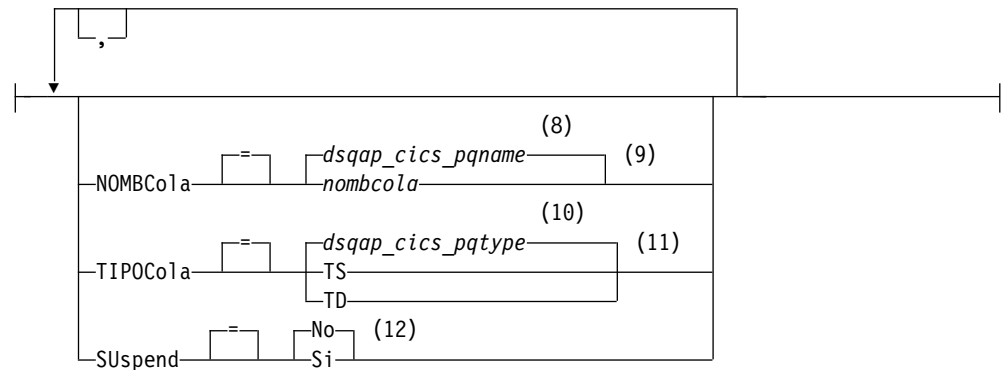 ,
(8)
= dsqap_cics_pqname (9)
NOMBCola nombcola
(10)
= dsqap_cics_pqtype (11)
TIPOCola TS
TD
= No (12)
SUspend Si